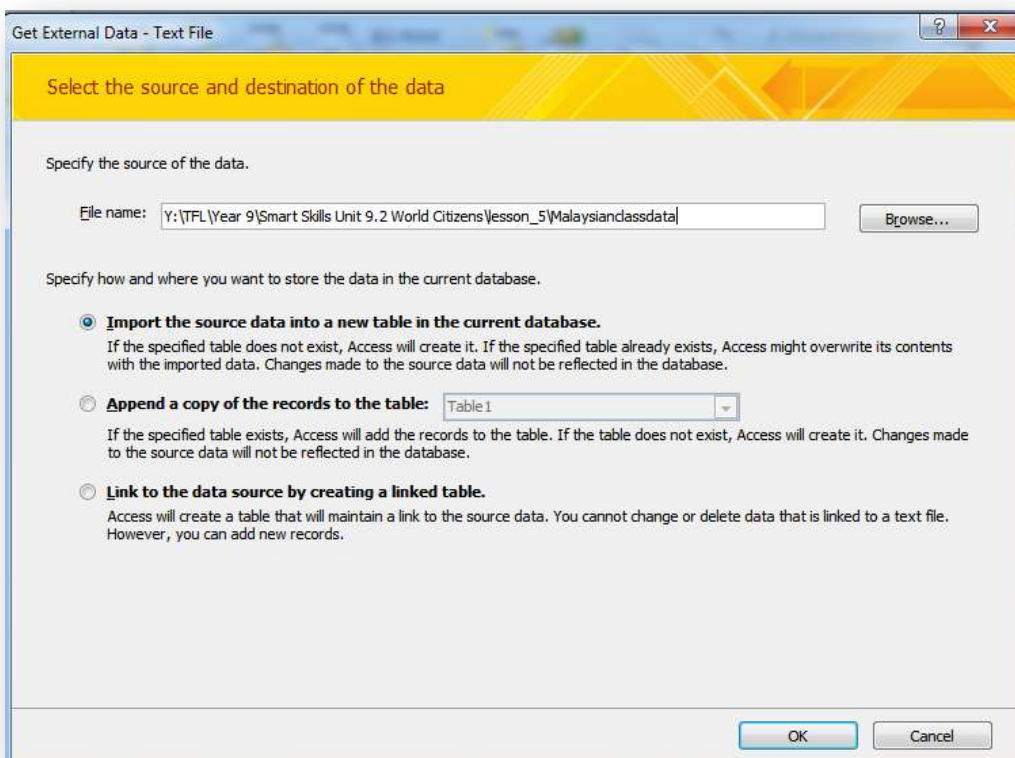 Get External Data - Text File
Select the source and destination of the data
Specify the source of the data.
File name: Y:\TFL\Year 9\Smart Skills Unit 9.2 World Citizens\lesson_5\Malaysianclassdata Browse...
Specify how and where you want to store the data in the current database.
Import the source data into a new table in the current database.
If the specified table does not exist, Access will create it. If the specified table already exists, Access might overwrite its contents
with the imported data. Changes made to the source data will not be reflected in the database.
Append a copy of the records to the table: Table1
If the specified table exists, Access will add the records to the table. If the table does not exist, Access will create it. Changes made
to the source data will not be reflected in the database.
Link to the data source by creating a linked table.
Access will create a table that will maintain a link to the source data. You cannot change or delete data that is linked to a text file.
However, you can add new records.
OK Cancel